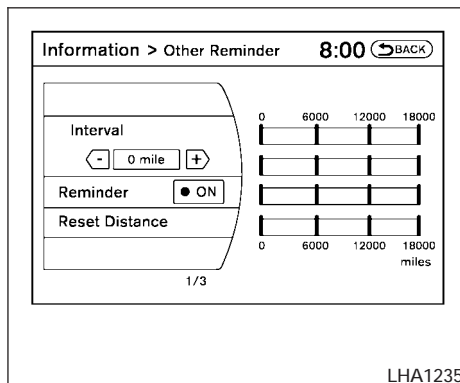 Information > Other Reminder 8:00 BACK
0 6000 12000 18000
Interval
- 0 mile +
Reminder ● ON
Reset Distance
0 6000 12000 18000
miles
1/3
LHA1235